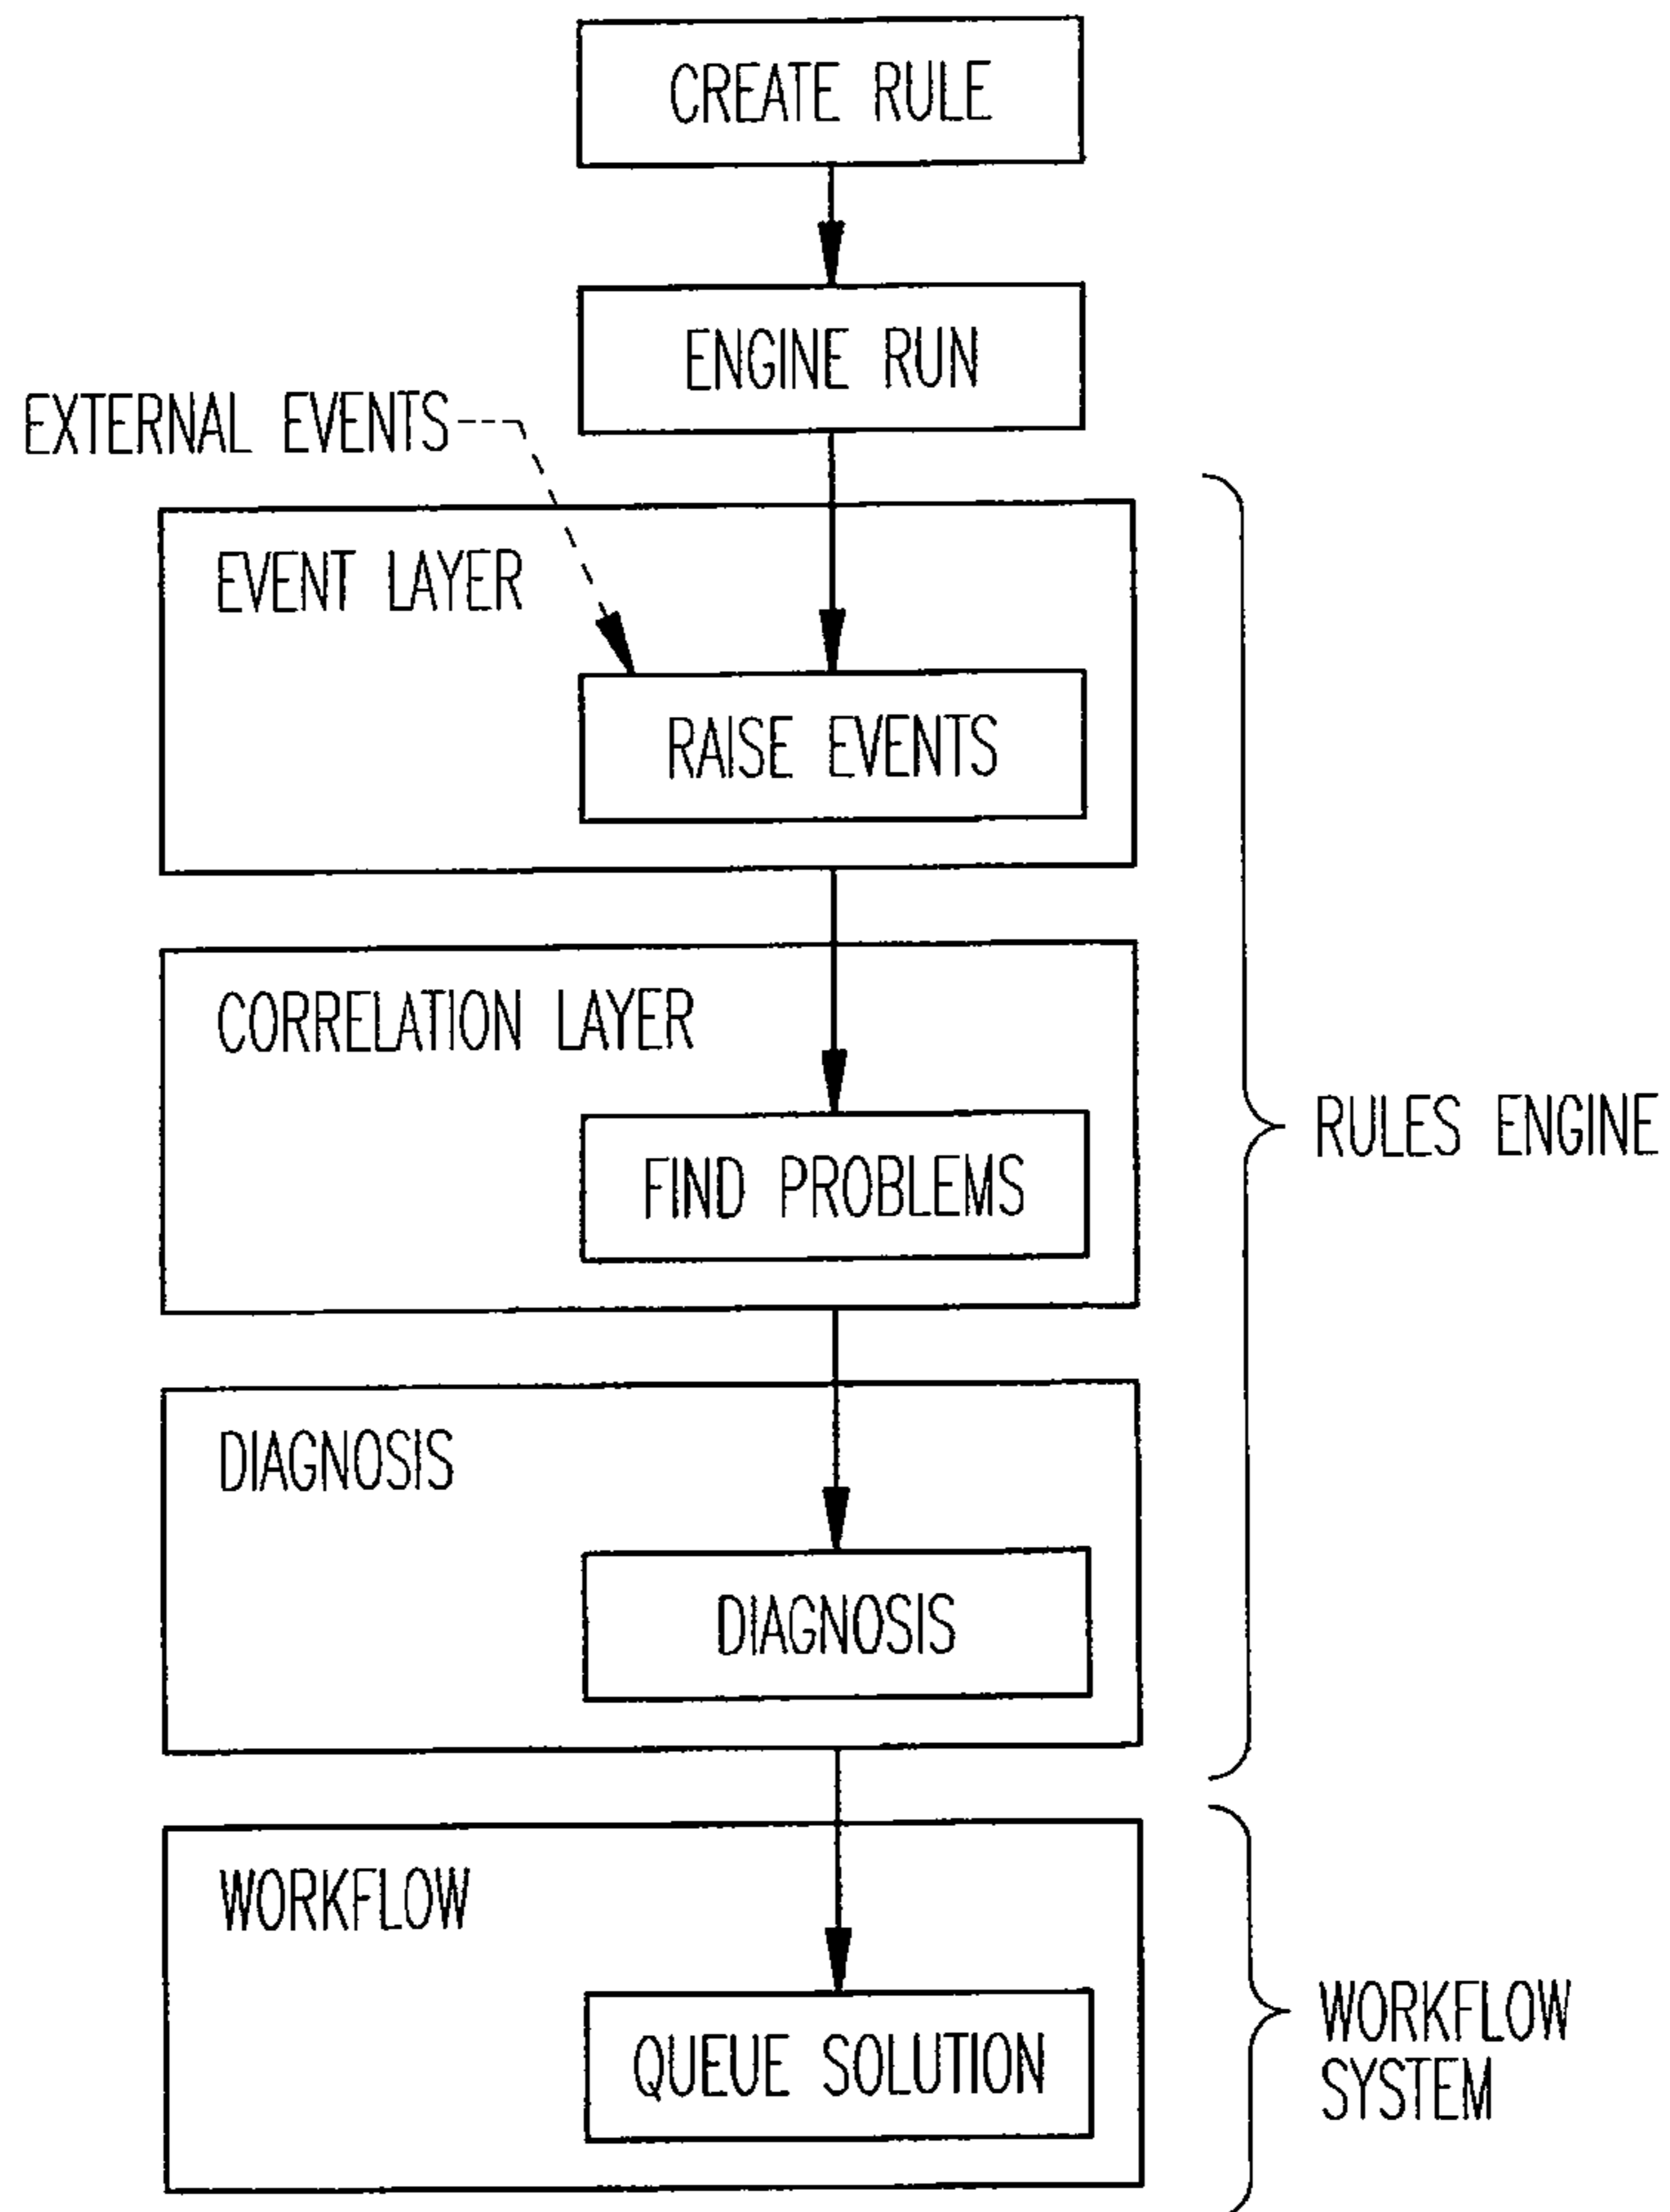 CREATE RULE
ENGINE RUN
EXTERNAL EVENTS
EVENT LAYER
RAISE EVENTS
CORRELATION LAYER
FIND PROBLEMS
RULES ENGINE
DIAGNOSIS
DIAGNOSIS
WORKFLOW
QUEUE SOLUTION
WORKFLOW
SYSTEM